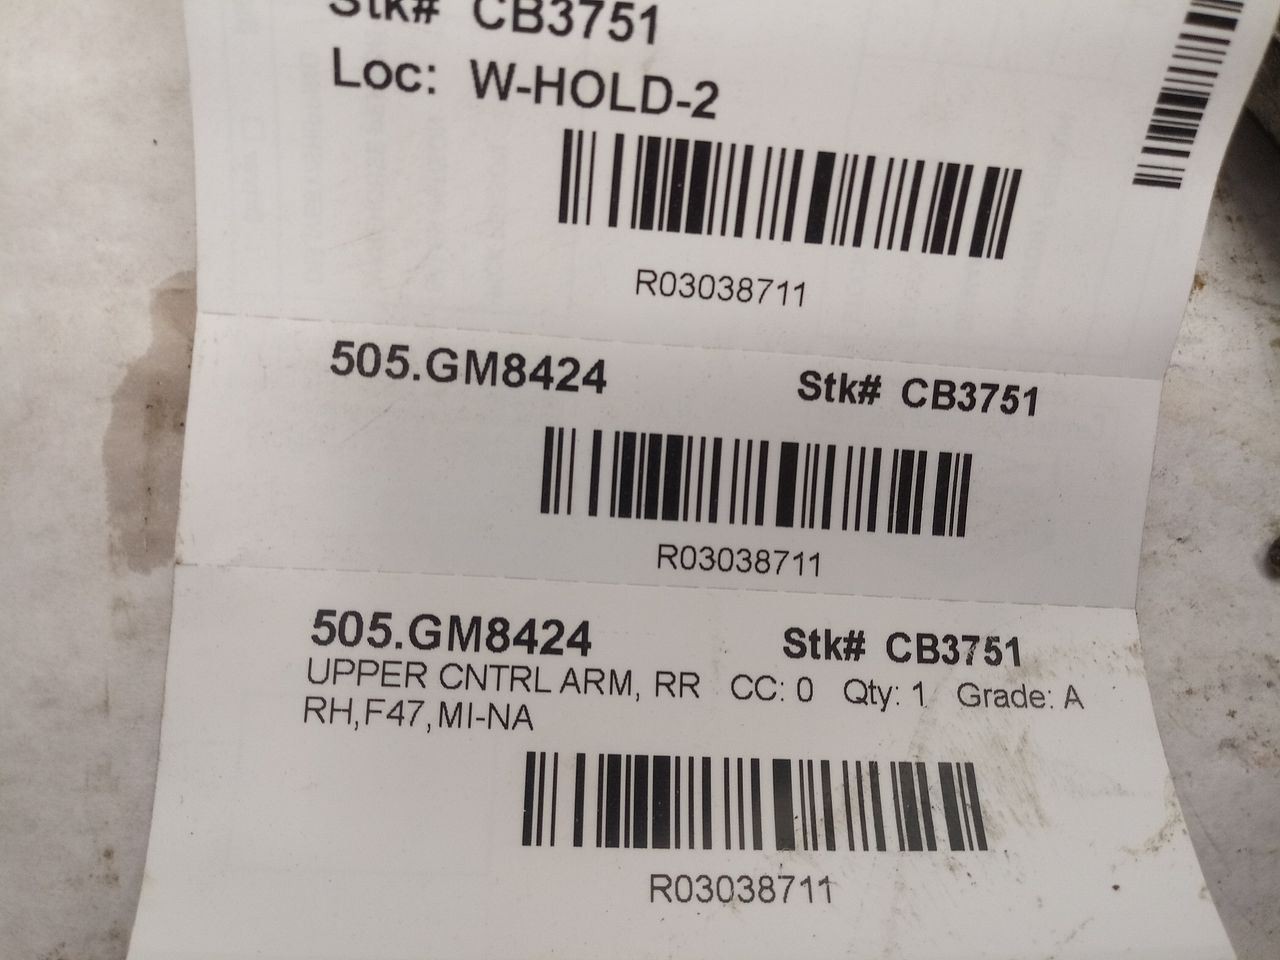 Stk# CB3751
Loc: W-HOLD-2
R03038711
505.GM8424 Stk# CB3751
R03038711
505.GM8424 Stk# CB3751
UPPER CNTRL ARM, RR CC: 0 Qty: 1 Grade: A
RH,F47,MI-NA
R03038711